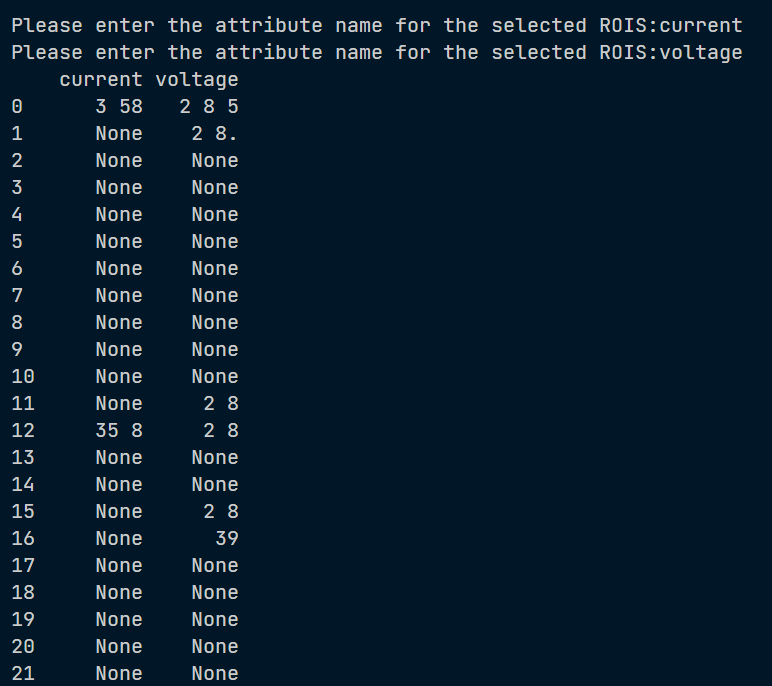 Please enter the attribute name for the selected ROIS:current
Please enter the attribute name for the selected ROIS:voltage
    current voltage
0      3 58   2 8 5
1      None    2 8.
2      None    None
3      None    None
4      None    None
5      None    None
6      None    None
7      None    None
8      None    None
9      None    None
10     None    None
11     None     2 8
12     35 8     2 8
13     None    None
14     None    None
15     None     2 8
16     None      39
17     None    None
18     None    None
19     None    None
20     None    None
21     None    None